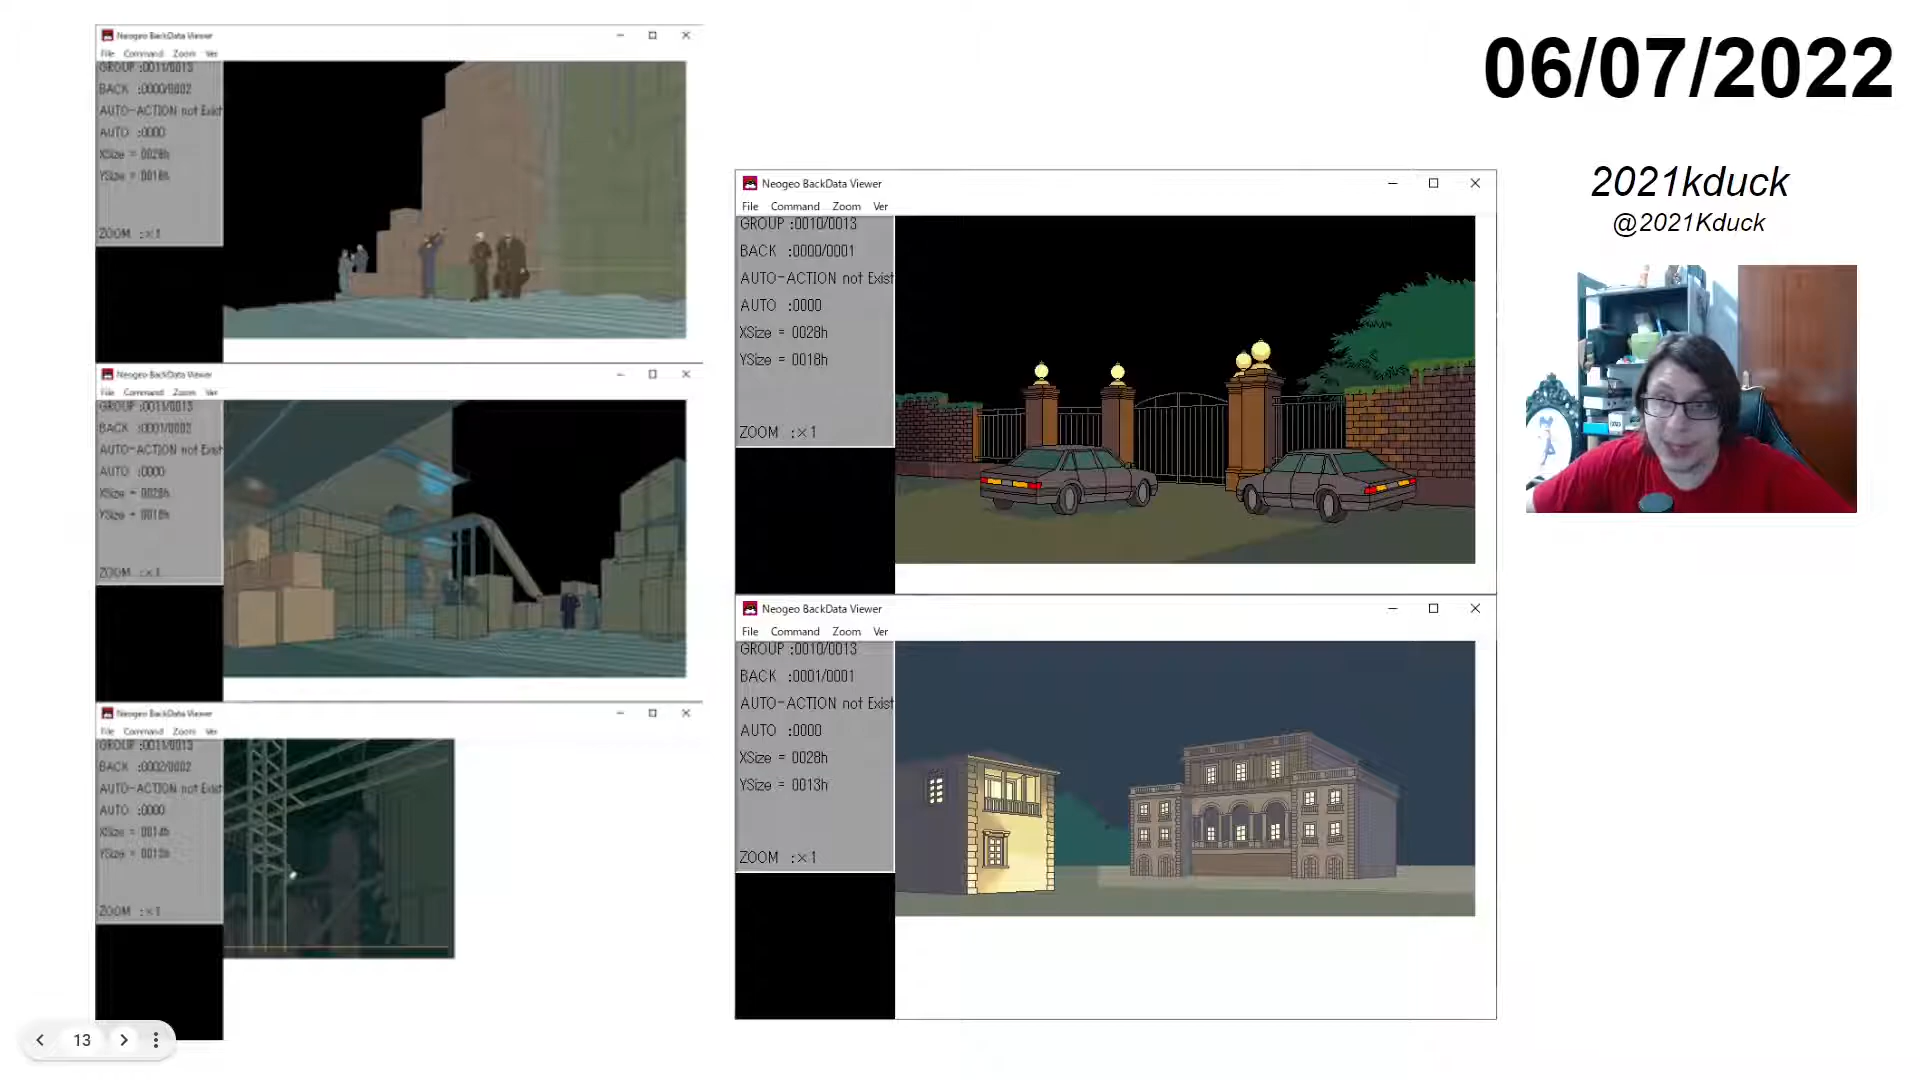 Neogeo BackData Viewer
File Command Zoom Ver
GROUP :0011/0013
BACK :0000/0002
AUTO-ACTION not Exist
AUTO :0000
XSize = 0028h
YSize = 0018h
ZOOM :×1
Neogeo BackData Viewer
File Command Zoom Ver
GROUP :0011/0013
BACK :0001/0002
AUTO-ACTION not Exist
AUTO :0000
XSize = 0028h
YSize = 0018h
ZOOM :×1
Neogeo BackData Viewer
File Command Zoom Ver
GROUP :0011/0013
BACK :0002/0002
AUTO-ACTION not Exist
AUTO :0000
XSize = 0014h
YSize = 0013h
ZOOM :×1
Neogeo BackData Viewer
File Command Zoom Ver
GROUP :0010/0013
BACK :0000/0001
AUTO-ACTION not Exist
AUTO :0000
XSize = 0028h
YSize = 0018h
ZOOM :×1
Neogeo BackData Viewer
File Command Zoom Ver
GROUP :0010/0013
BACK :0001/0001
AUTO-ACTION not Exist
AUTO :0000
XSize = 0028h
YSize = 0013h
ZOOM :×1
06/07/2022
2021kduck
@2021Kduck
13